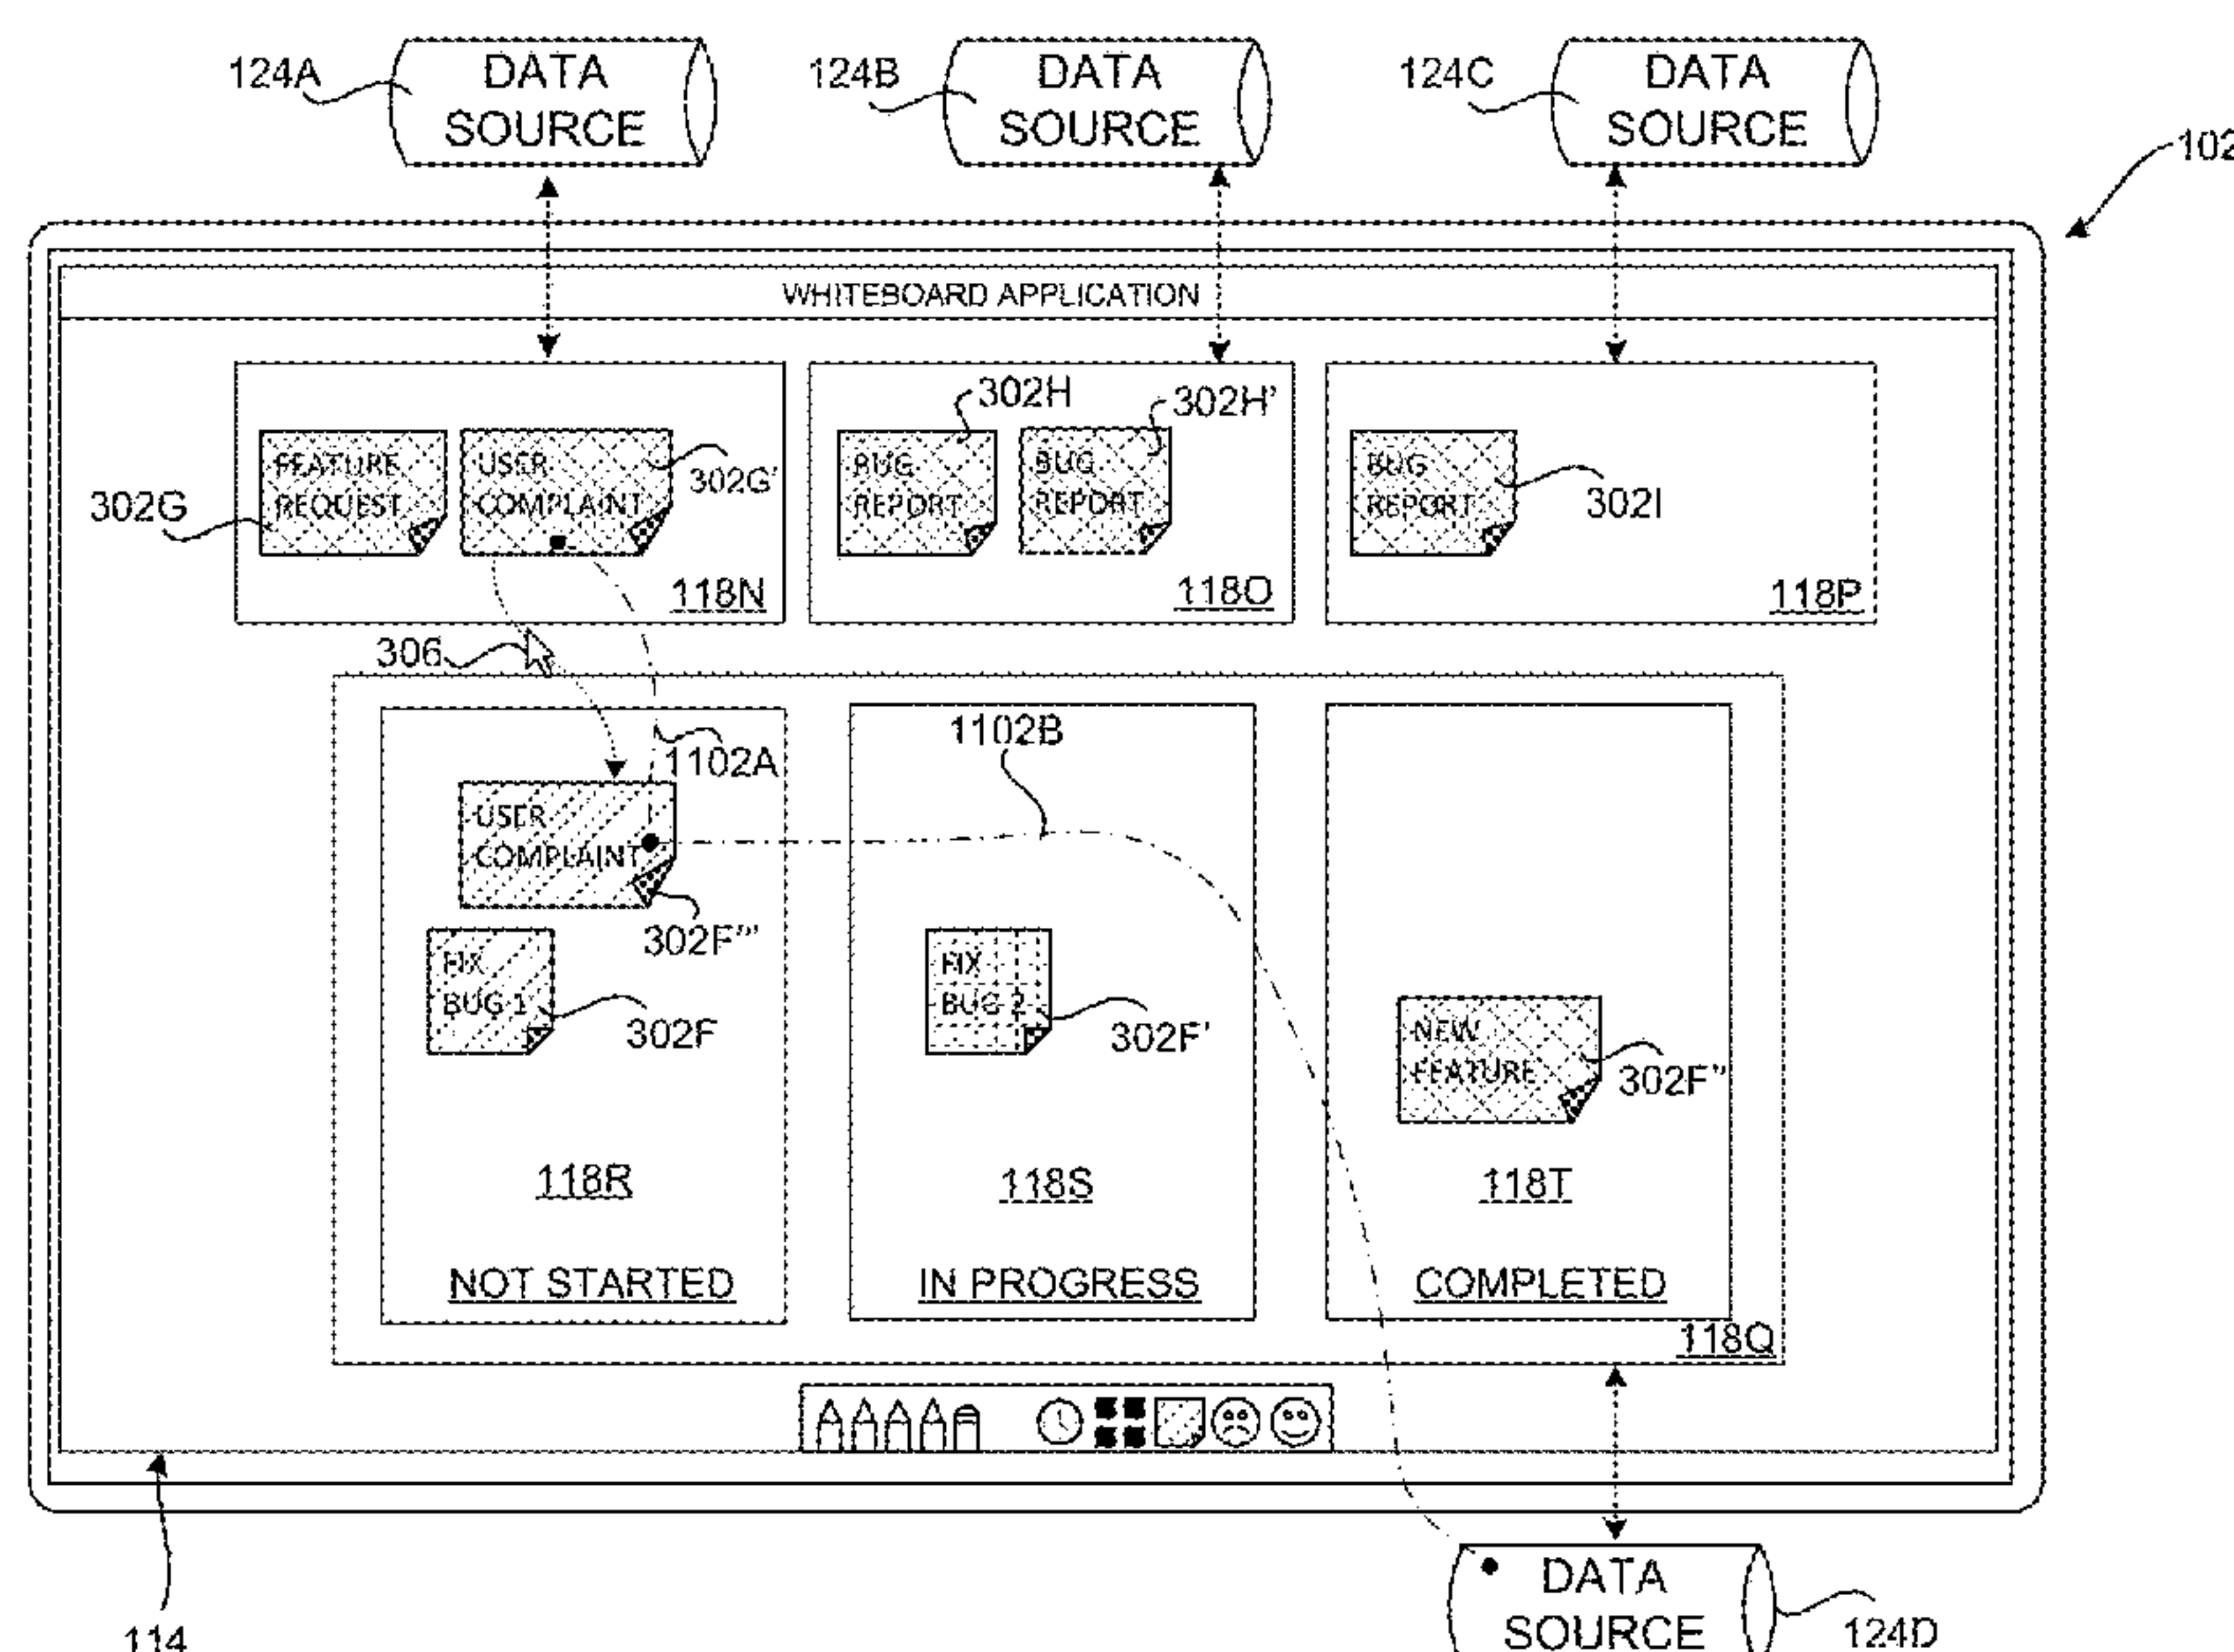 124A
DATA
SOURCE
124B
DATA
SOURCE
124C
DATA
SOURCE
102
WHITEBOARD APPLICATION
302G
FEATURE
REQUEST
USER
COMPLAINT
302G'
118N
302H
302H'
BUG
REPORT
BUG
REPORT
118O
BUG
REPORT
302I
118P
306
1102A
1102B
USER
COMPLAINT
302F'''
FIX
BUG 1
302F
118R
NOT STARTED
FIX
BUG 2
302F'
118S
IN PROGRESS
NEW
FEATURE
302F''
118T
COMPLETED
118Q
114
DATA
SOURCE
124D